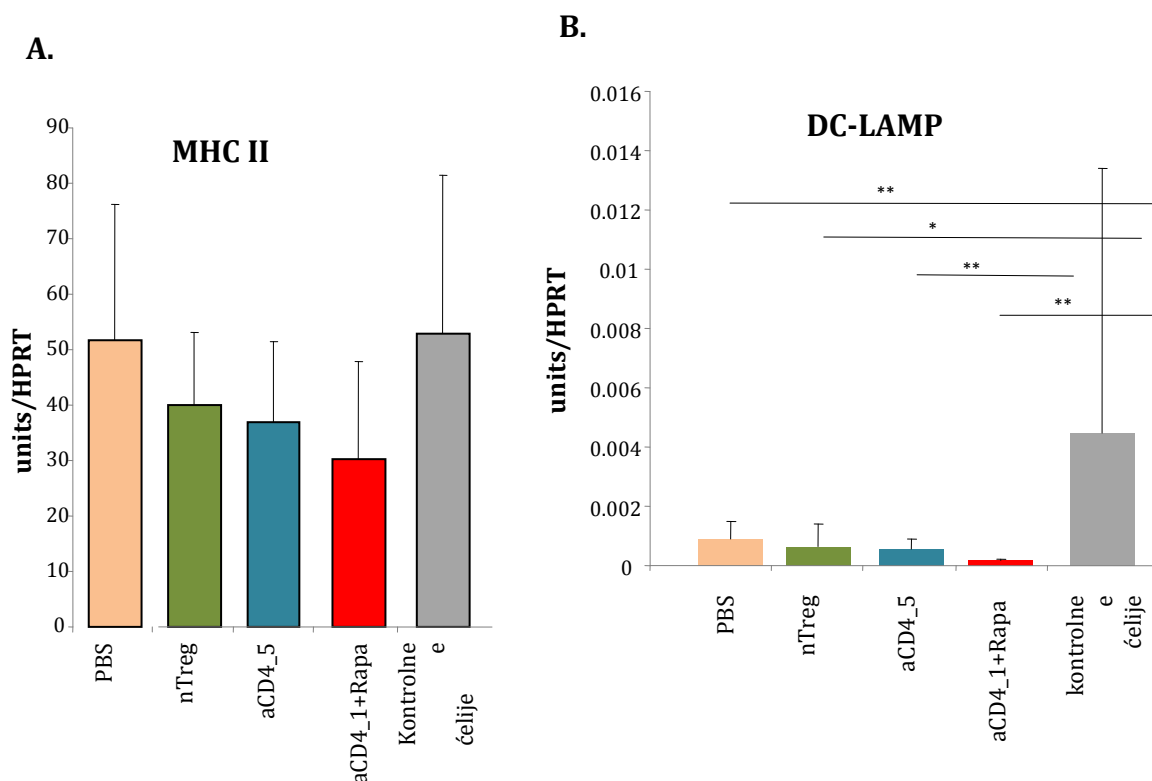 A.
MHC II
units/HPRT
90
80
70
60
50
40
30
20
10
0
PBS
nTreg
aCD4_5
aCD4_1+Rapa
Kontrolne
e
ćelije
B.
DC-LAMP
units/HPRT
0.016
0.014
0.012
0.01
0.008
0.006
0.004
0.002
0
**
*
**
**
PBS
nTreg
aCD4_5
aCD4_1+Rapa
kontrolne
e
ćelije